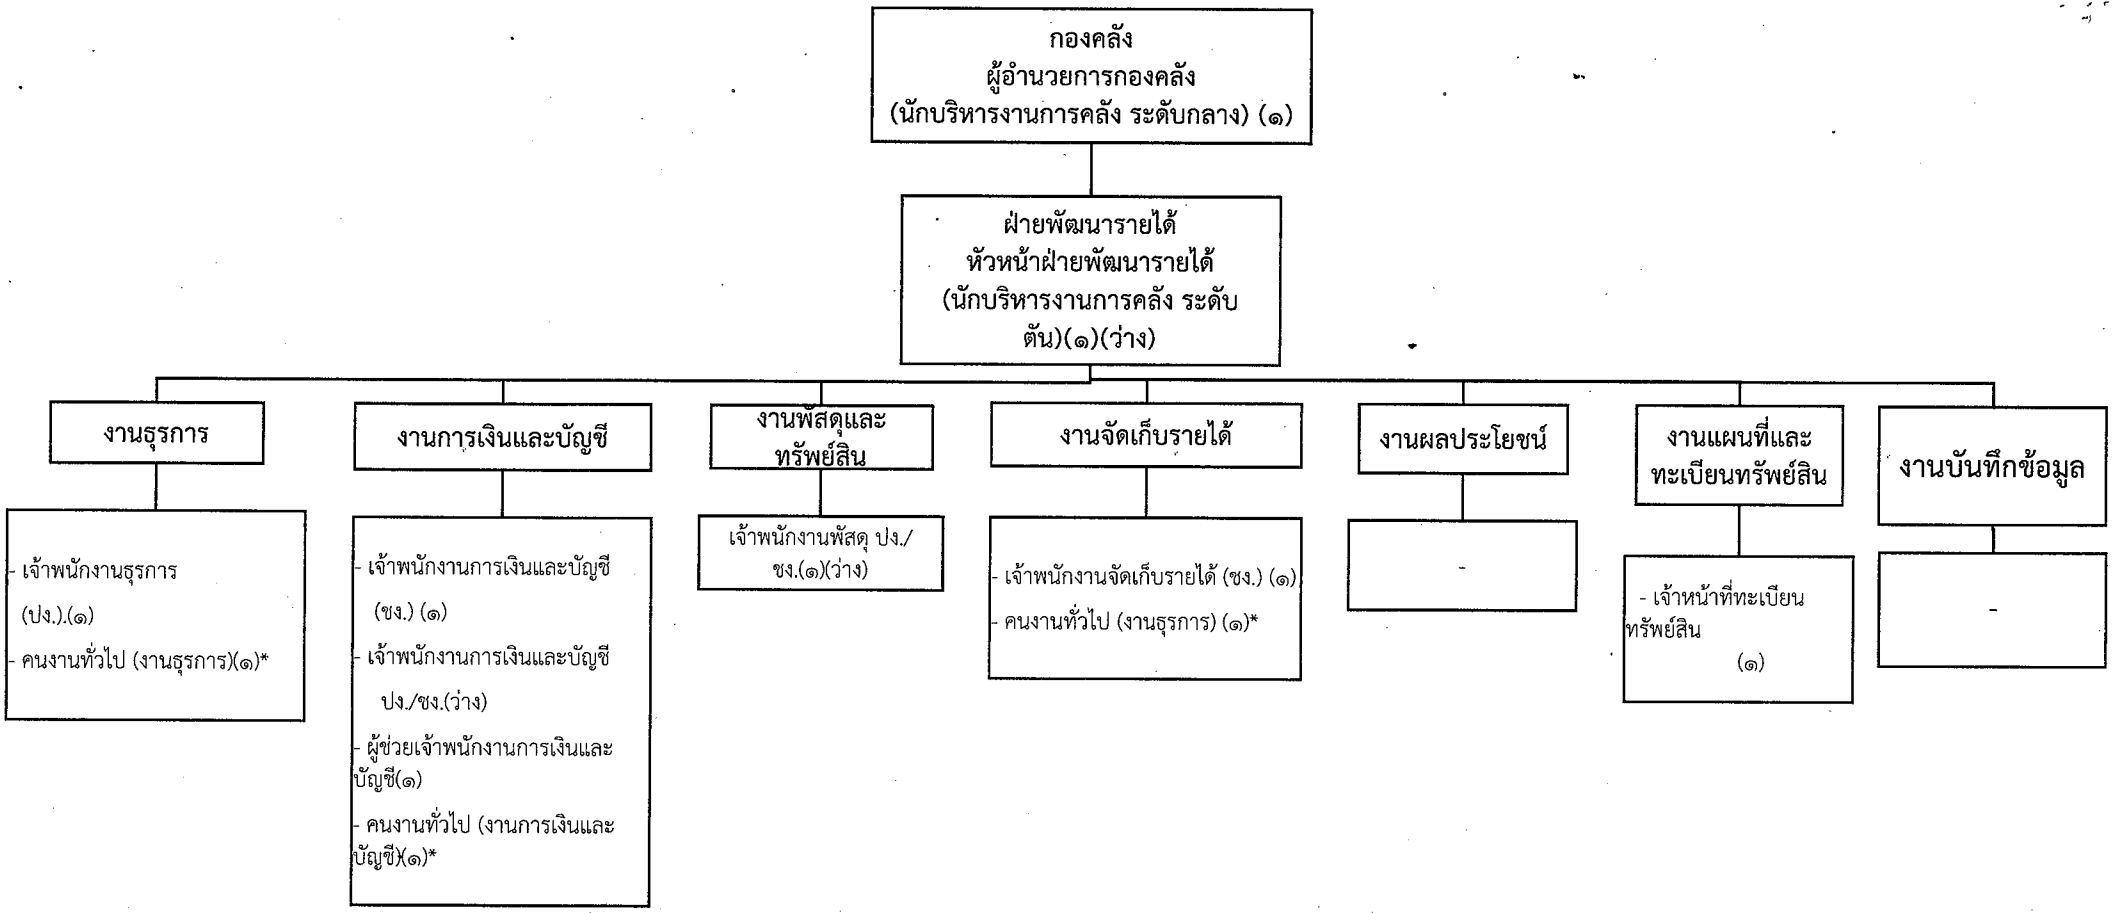 กองคลัง
ผู้อำนวยการกองคลัง
(นักบริหารงานการคลัง ระดับกลาง) (๑)
ฝ่ายพัฒนารายได้
หัวหน้าฝ่ายพัฒนารายได้
(นักบริหารงานการคลัง ระดับ
ต้น)(๑)(ว่าง)
งานธุรการ
- เจ้าพนักงานธุรการ
(ปง.).(๑)
- คนงานทั่วไป (งานธุรการ)(๑)*
งานการเงินและบัญชี
- เจ้าพนักงานการเงินและบัญชี
(ชง.) (๑)
- เจ้าพนักงานการเงินและบัญชี
ปง./ชง.(ว่าง)
- ผู้ช่วยเจ้าพนักงานการเงินและ
บัญชี(๑)
- คนงานทั่วไป (งานการเงินและ
บัญชี)(๑)*
งานพัสดุและ
ทรัพย์สิน
เจ้าพนักงานพัสดุ ปง./
ชง.(๑)(ว่าง)
งานจัดเก็บรายได้
- เจ้าพนักงานจัดเก็บรายได้ (ชง.) (๑)
- คนงานทั่วไป (งานธุรการ) (๑)*
งานผลประโยชน์
-
งานแผนที่และ
ทะเบียนทรัพย์สิน
- เจ้าหน้าที่ทะเบียน
ทรัพย์สิน
(๑)
งานบันทึกข้อมูล
-